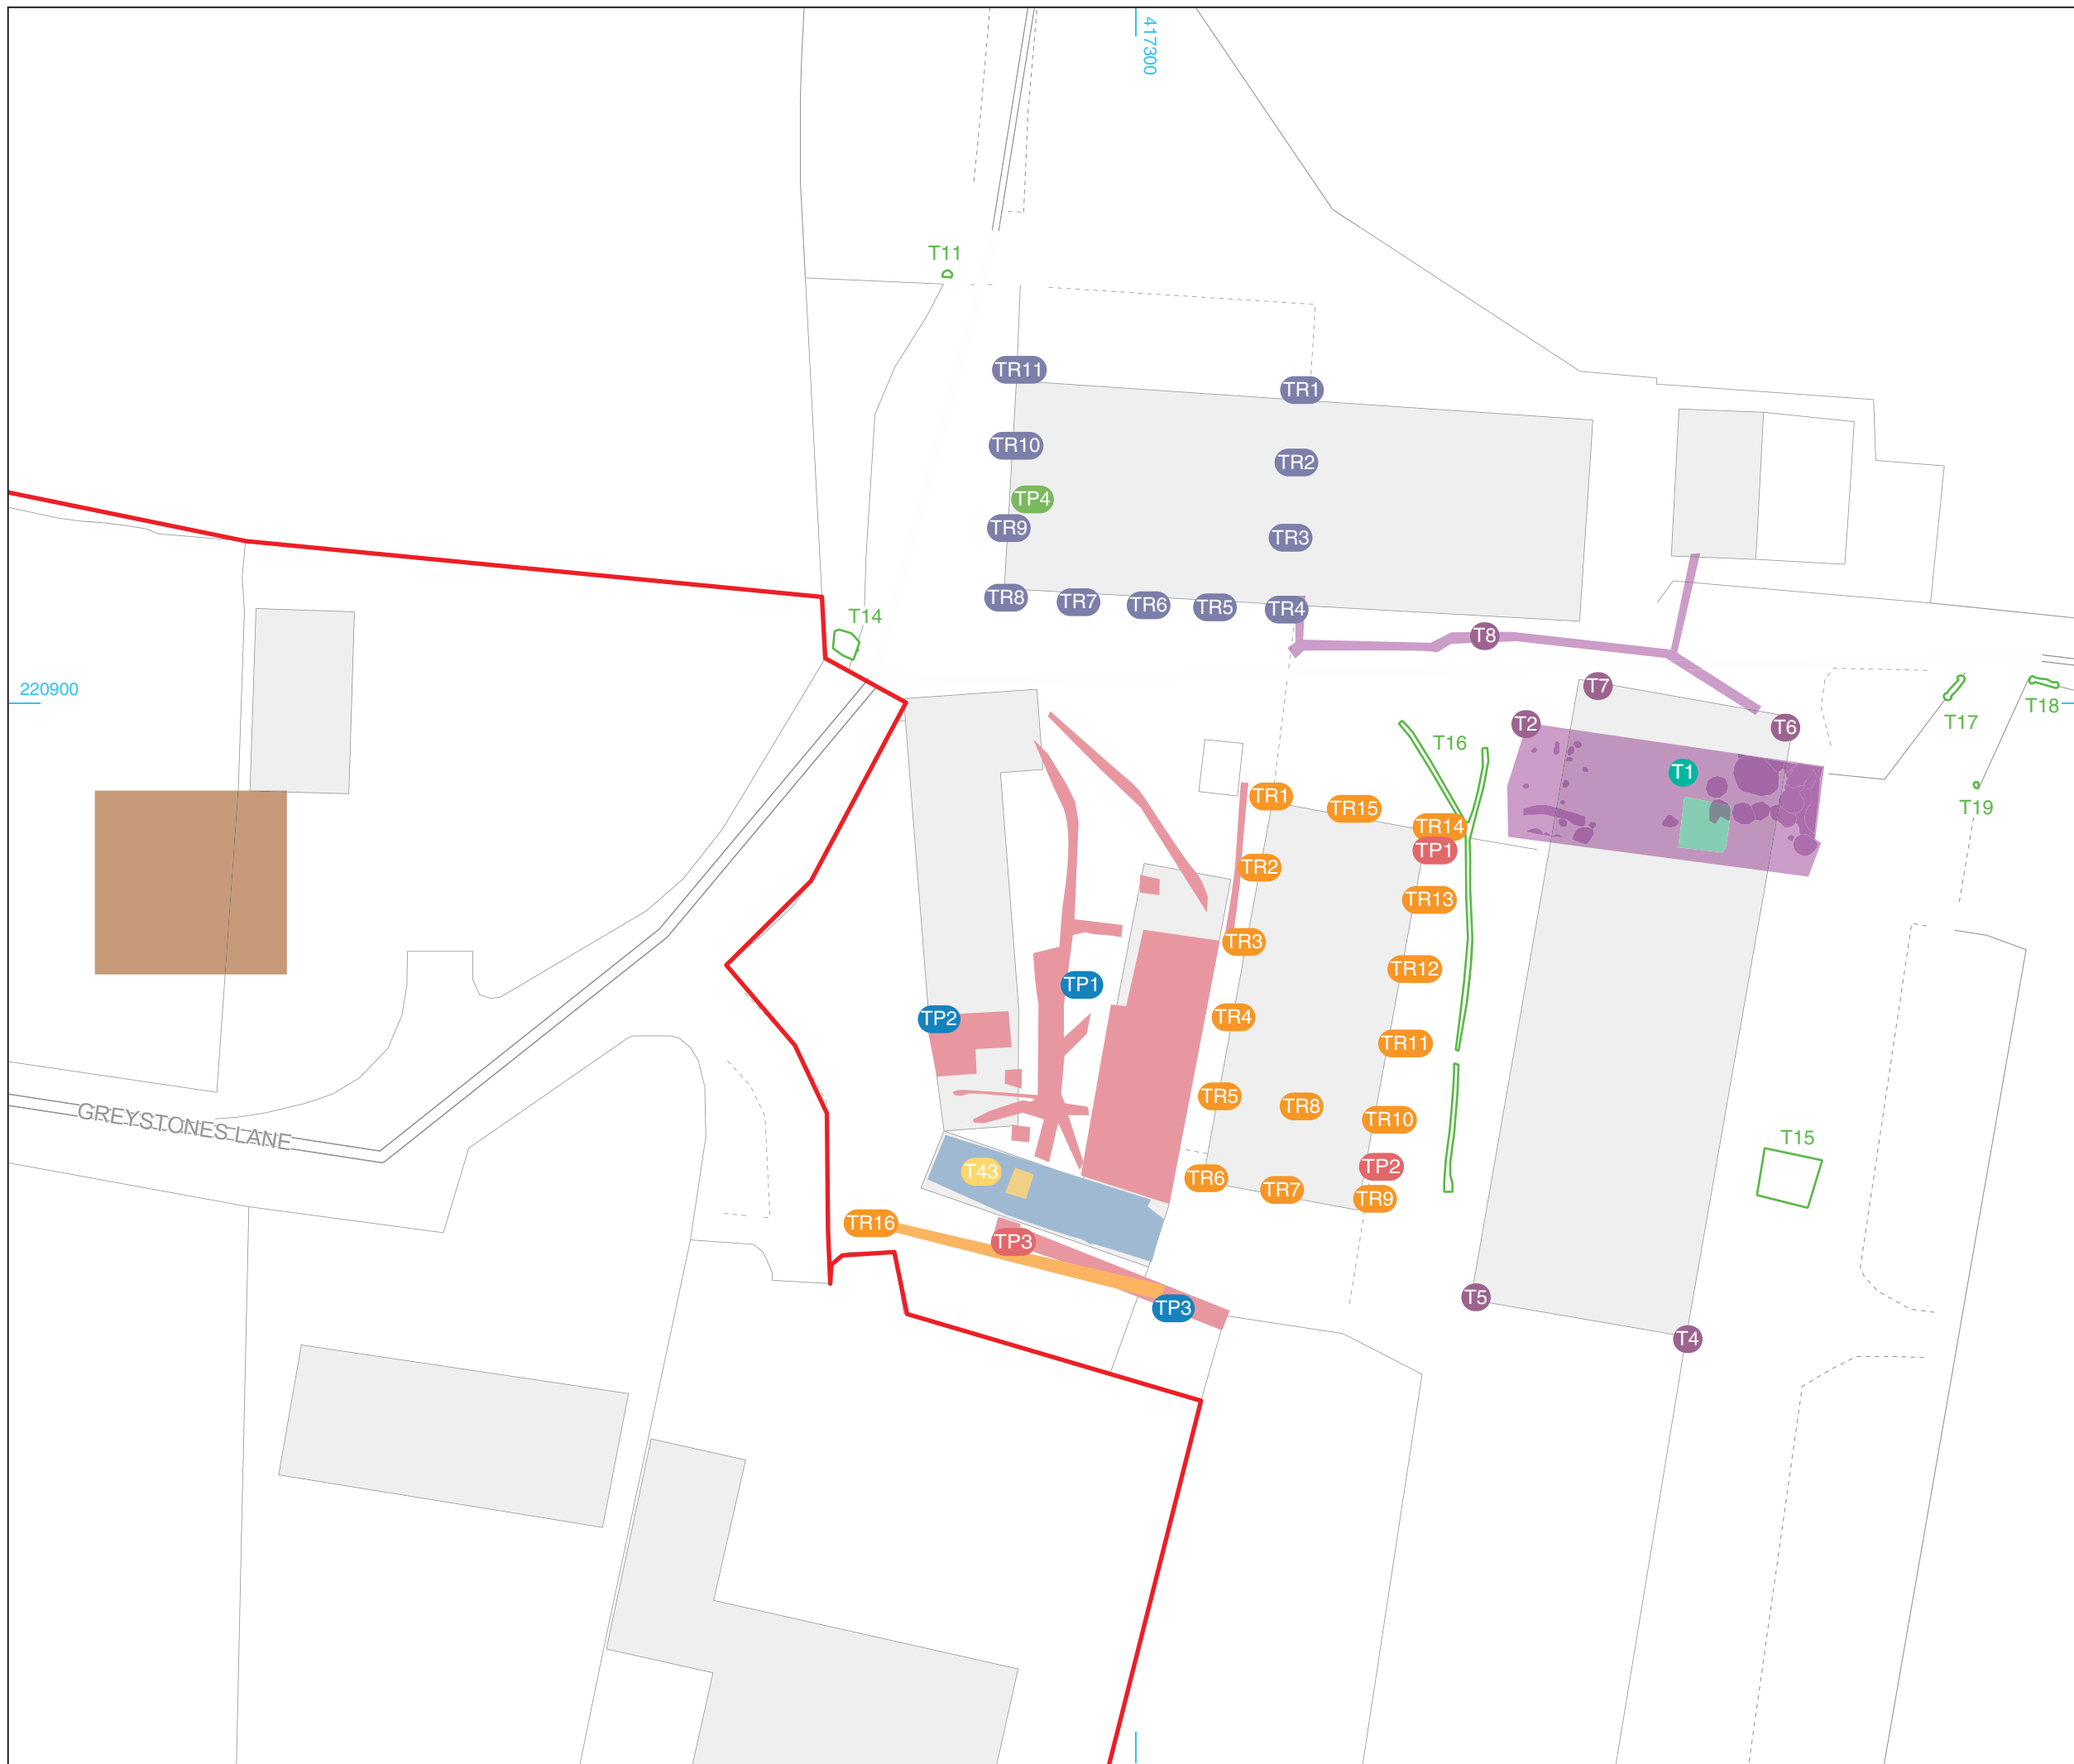 417300
T11
TR11
TR1
TR10
TR2
TP4
TR9
TR3
TR8
TR7
TR6
TR5
TR4
T14
T8
220900
T7
T2
T6
T17
T18
T16
T1
T19
TR1
TR15
TR14
TP1
TR2
TR13
TR3
TR12
TP1
TP2
TR4
TR11
TR5
TR8
TR10
GREYSTONES LANE
T15
T43
TR6
TR7
TP2
TR9
TR16
TP3
TP3
T5
T4